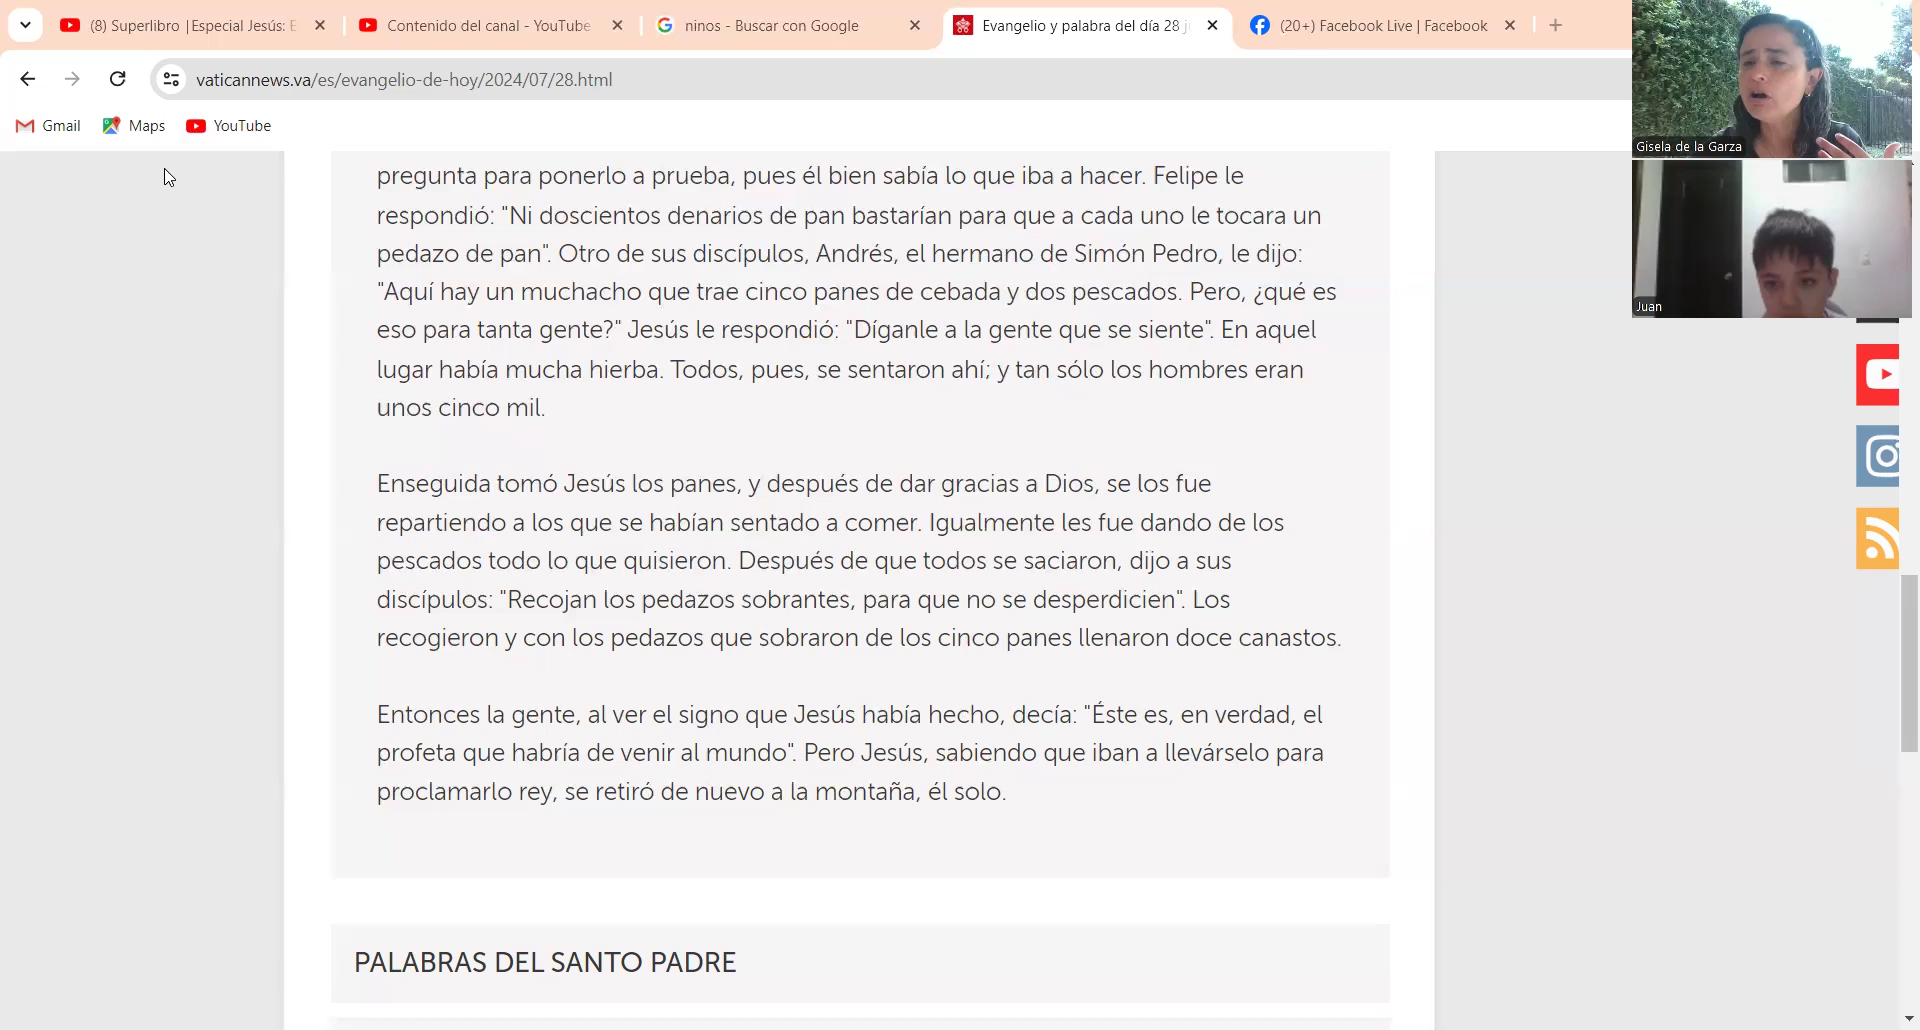 (8) Superlibro |Especial Jesús: E
Contenido del canal - YouTube
ninos - Buscar con Google
Evangelio y palabra del día 28 j
(20+) Facebook Live | Facebook
vaticannews.va/es/evangelio-de-hoy/2024/07/28.html
Gmail
Maps
YouTube
Gisela de la Garza
Juan
pregunta para ponerlo a prueba, pues él bien sabía lo que iba a hacer. Felipe le
respondió: "Ni doscientos denarios de pan bastarían para que a cada uno le tocara un
pedazo de pan". Otro de sus discípulos, Andrés, el hermano de Simón Pedro, le dijo:
"Aquí hay un muchacho que trae cinco panes de cebada y dos pescados. Pero, ¿qué es
eso para tanta gente?" Jesús le respondió: "Díganle a la gente que se siente". En aquel
lugar había mucha hierba. Todos, pues, se sentaron ahí; y tan sólo los hombres eran
unos cinco mil.
Enseguida tomó Jesús los panes, y después de dar gracias a Dios, se los fue
repartiendo a los que se habían sentado a comer. Igualmente les fue dando de los
pescados todo lo que quisieron. Después de que todos se saciaron, dijo a sus
discípulos: "Recojan los pedazos sobrantes, para que no se desperdicien". Los
recogieron y con los pedazos que sobraron de los cinco panes llenaron doce canastos.
Entonces la gente, al ver el signo que Jesús había hecho, decía: "Éste es, en verdad, el
profeta que habría de venir al mundo". Pero Jesús, sabiendo que iban a llevárselo para
proclamarlo rey, se retiró de nuevo a la montaña, él solo.
PALABRAS DEL SANTO PADRE